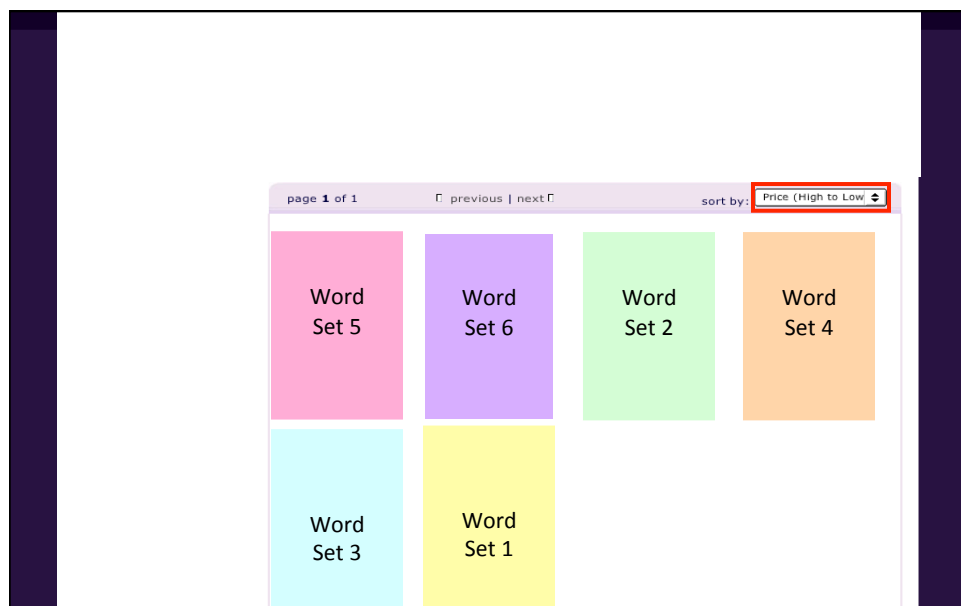 page 1 of 1 previous | next sort by: Price (High to Low
Word
Set 5
Word
Set 6
Word
Set 2
Word
Set 4
Word
Set 3
Word
Set 1